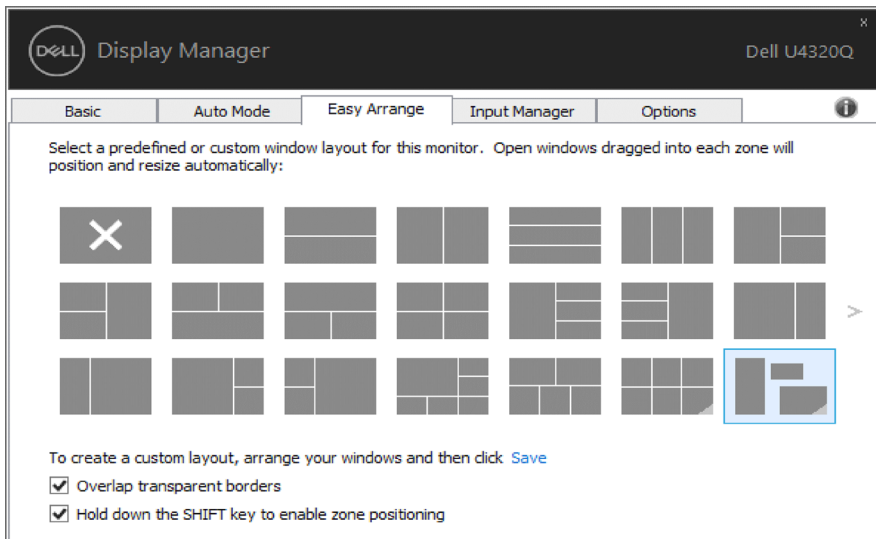 x
DELL Display Manager
Dell U4320Q
Basic
Auto Mode
Easy Arrange
Input Manager
Options
i
Select a predefined or custom window layout for this monitor.  Open windows dragged into each zone will
position and resize automatically:
>
To create a custom layout, arrange your windows and then click Save
Overlap transparent borders
Hold down the SHIFT key to enable zone positioning